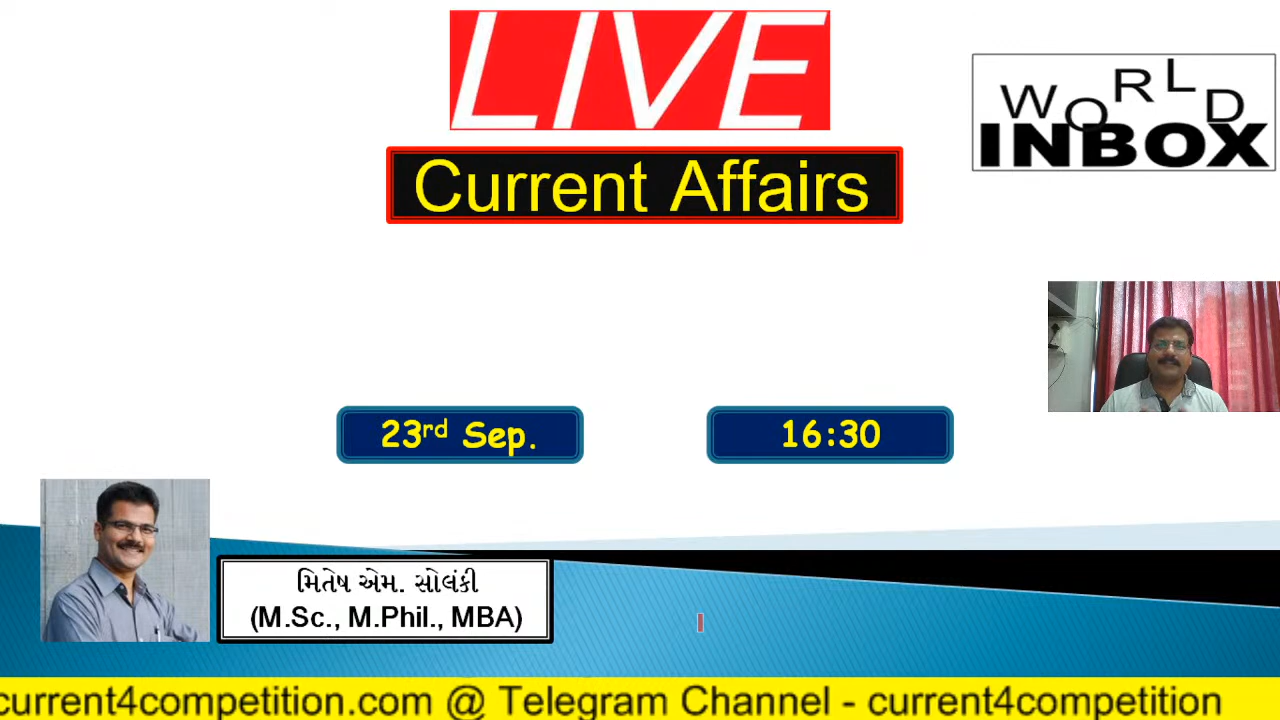 LIVE
WORLD
INBOX
Current Affairs
23rd Sep.
16:30
મિતેષ એમ. સોલંકી
(M.Sc., M.Phil., MBA)
current4competition.com @ Telegram Channel - current4competition